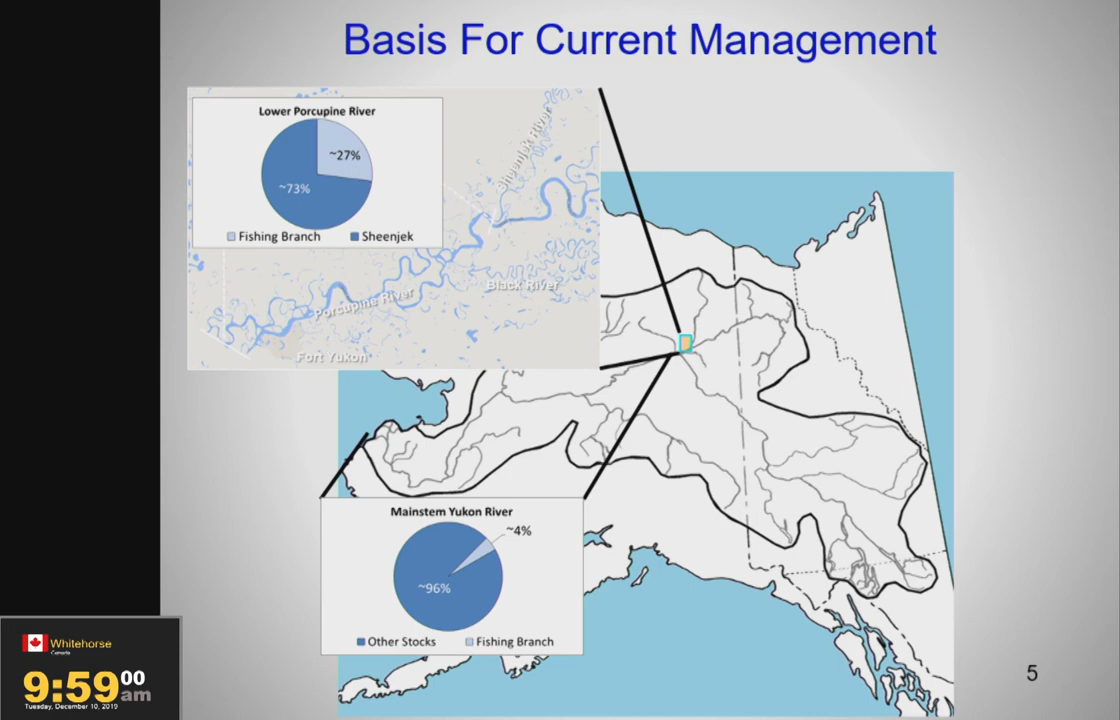 Basis For Current Management
Lower Porcupine River
~27%
~73%
Fishing Branch Sheenjek
Sheenjek River
Black River
Porcupine River
Fort Yukon
Mainstem Yukon River
~4%
~96%
Other Stocks Fishing Branch
5
Whitehorse
Canada
9:59 00 am
Tuesday, December 10, 2019